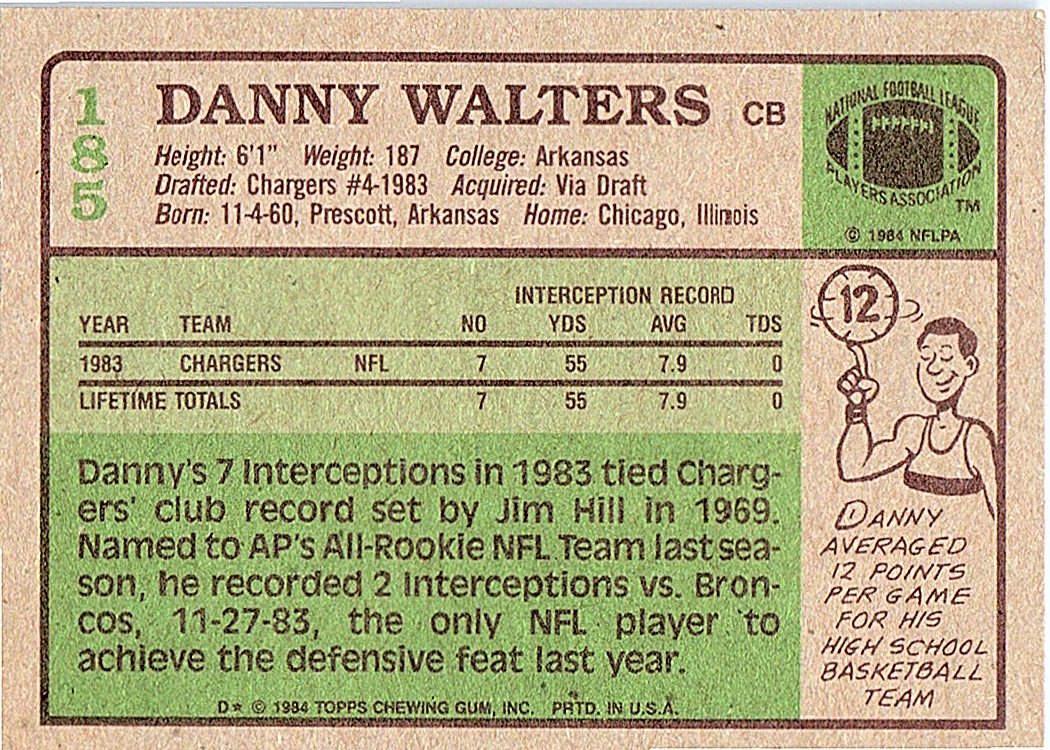 185
DANNY WALTERS CB
Height: 6'1" Weight: 187 College: Arkansas
Drafted: Chargers #4-1983 Acquired: Via Draft
Born: 11-4-60, Prescott, Arkansas Home: Chicago, Illinois
NATIONAL FOOTBALL LEAGUE
PLAYERS ASSOCIATION
TM
© 1984 NFLPA
INTERCEPTION RECORD
YEAR TEAM NO YDS AVG TDS
1983 CHARGERS NFL 7 55 7.9 0
LIFETIME TOTALS 7 55 7.9 0
Danny's 7 interceptions in 1983 tied Charg-
ers' club record set by Jim Hill in 1969.
Named to AP's All-Rookie NFL Team last sea-
son, he recorded 2 interceptions vs. Bron-
cos, 11-27-83, the only NFL player to
achieve the defensive feat last year.
D* © 1984 TOPPS CHEWING GUM, INC. PRTD. IN U.S.A.
12
DANNY
AVERAGED
12 POINTS
PER GAME
FOR HIS
HIGH SCHOOL
BASKETBALL
TEAM